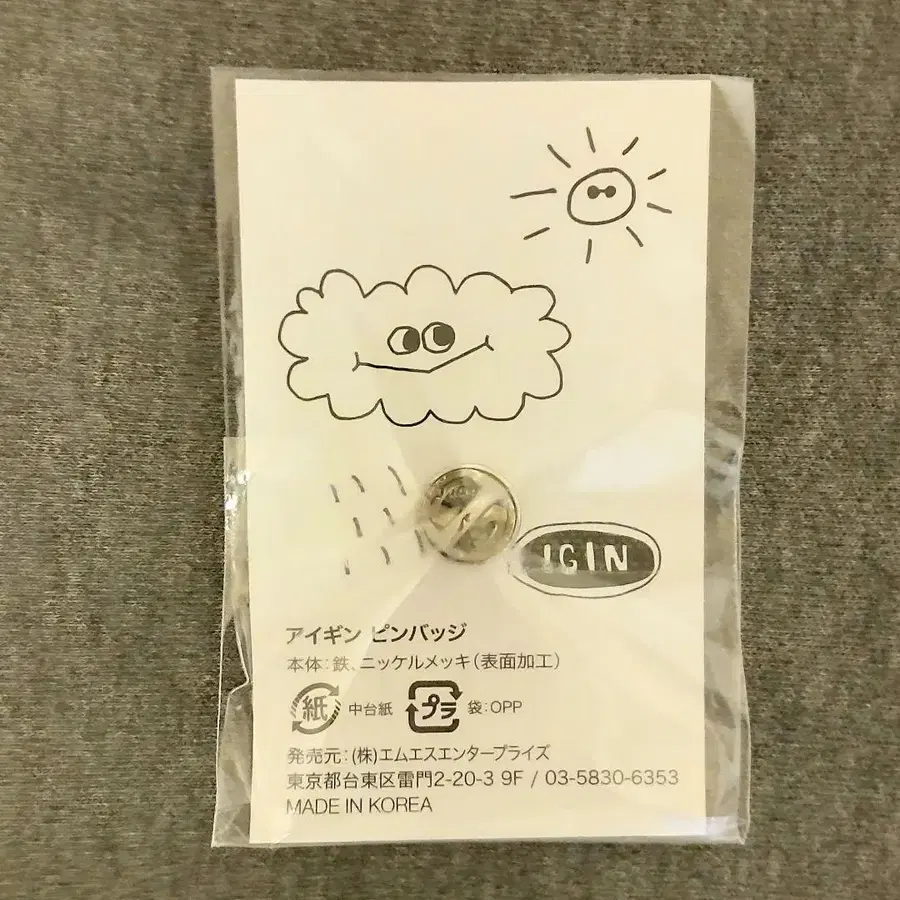 IGIN
アイギン ピンバッジ
本体:鉄、ニッケルメッキ(表面加工)
紙 中台紙 プラ 袋:OPP
発売元:(株)エムエスエンタープライズ
東京都台東区雷門2-20-3 9F / 03-5830-6353
MADE IN KOREA